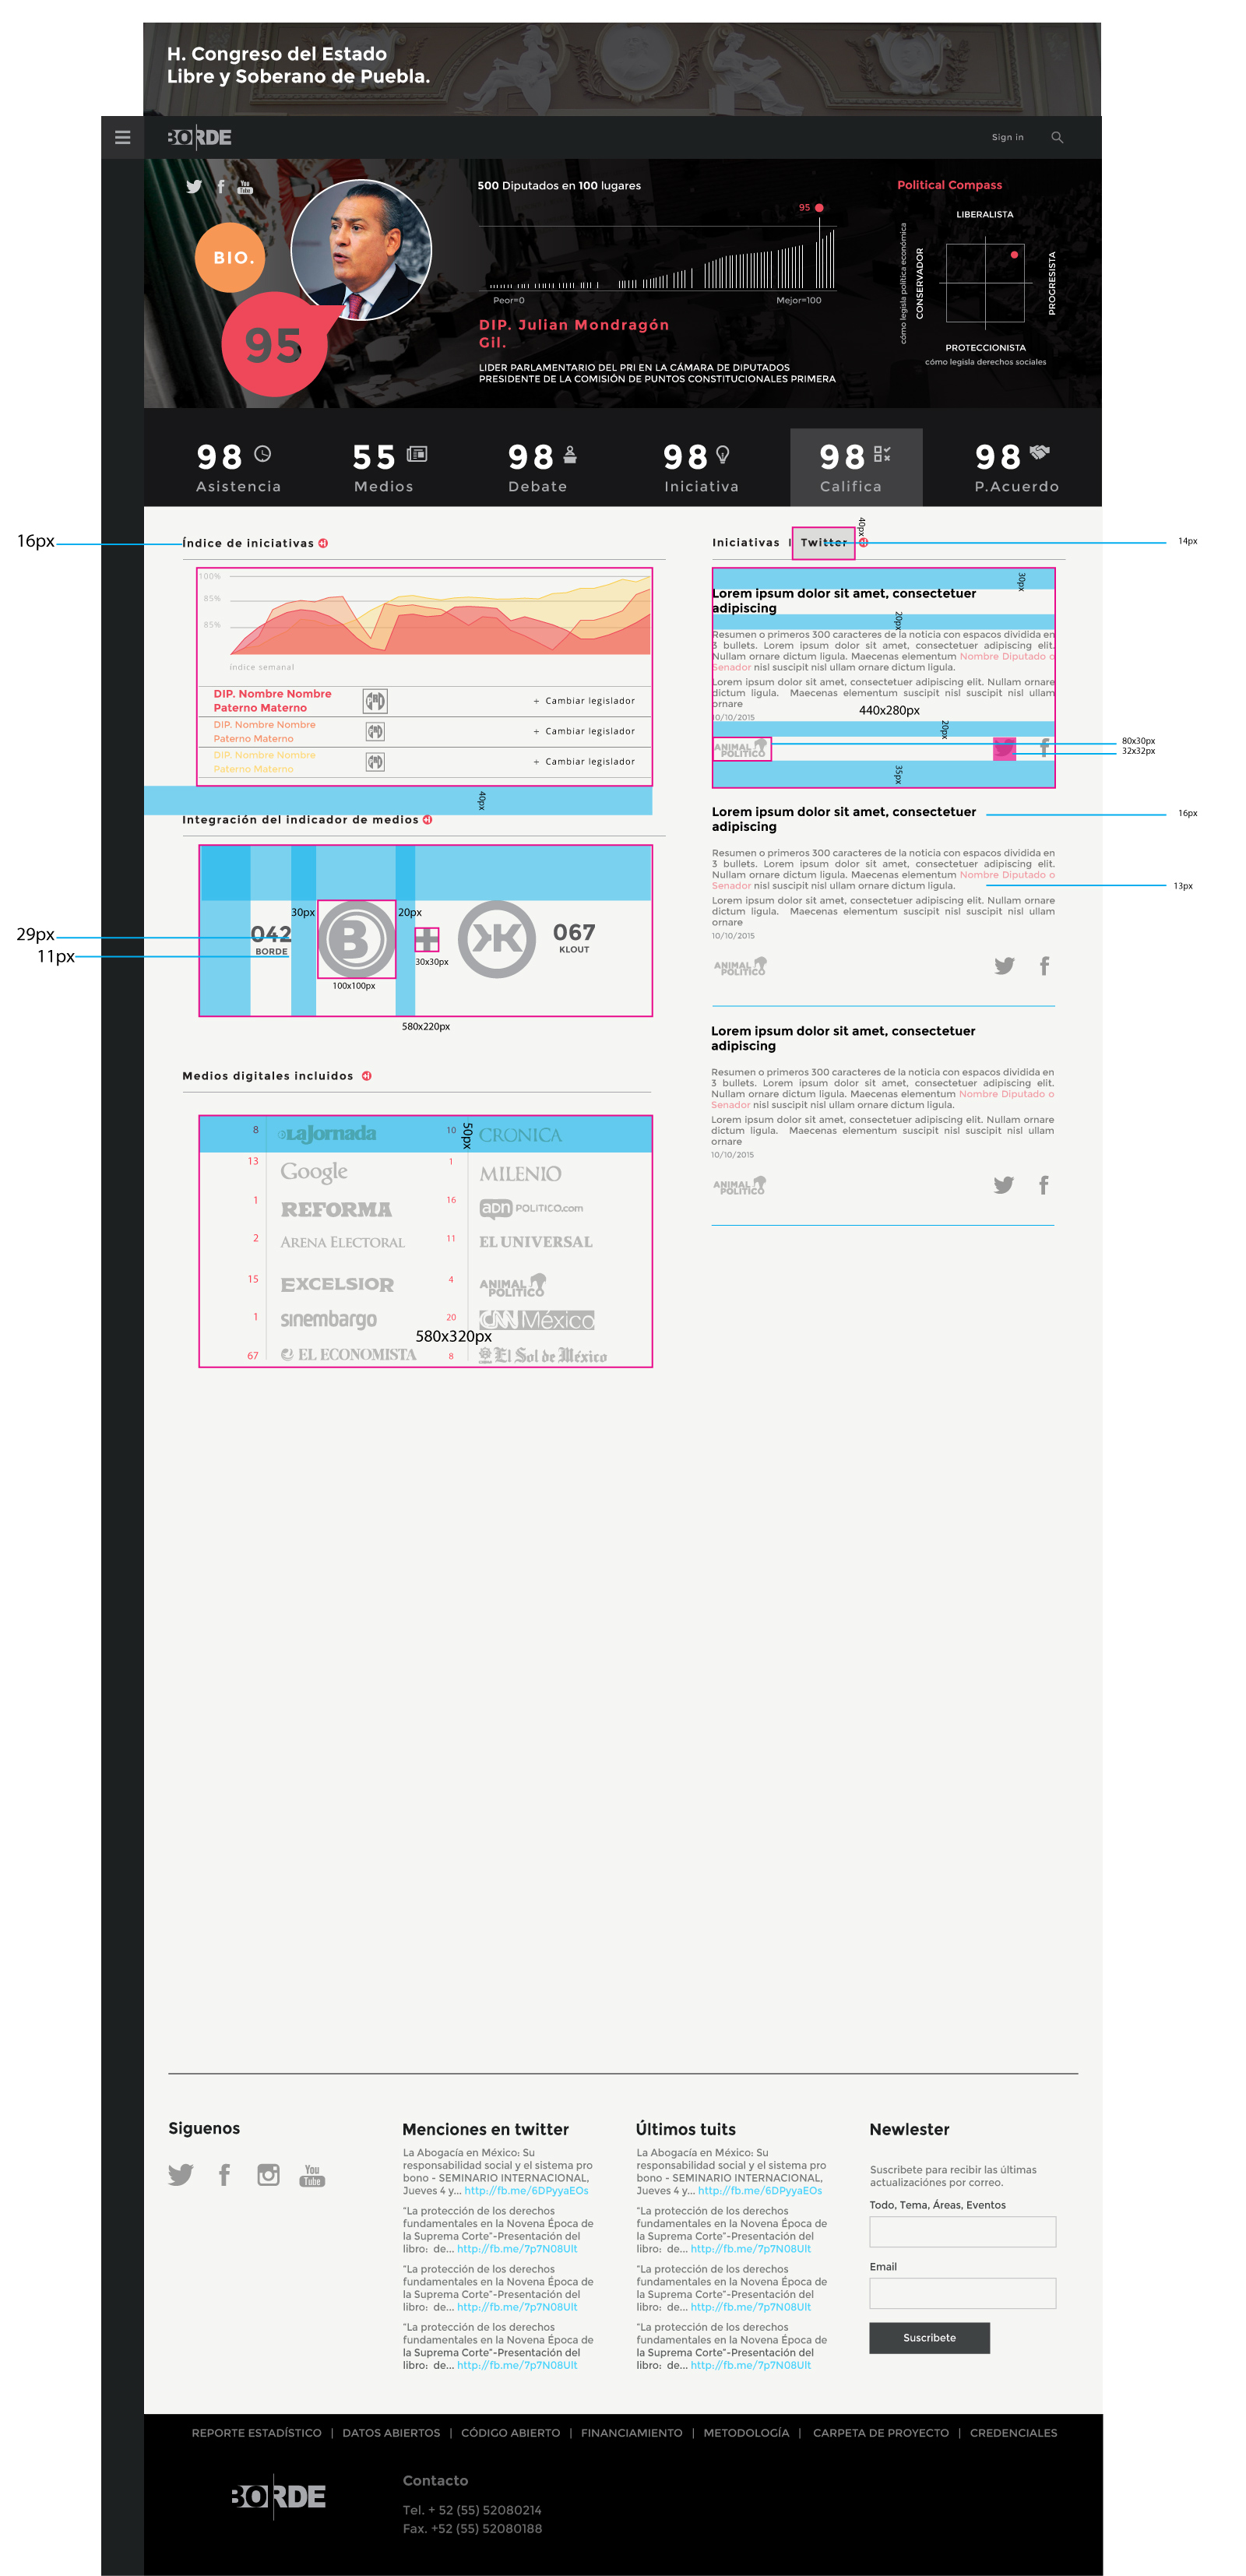 H. Congreso del Estado
Libre y Soberano de Puebla.
BORDE
Sign in
You
Tube
BIO.
95
500 Diputados en 100 lugares
95
Peor=0
Mejor=100
DIP. Julian Mondragón
Gil.
LIDER PARLAMENTARIO DEL PRI EN LA CÁMARA DE DIPUTADOS
PRESIDENTE DE LA COMISIÓN DE PUNTOS CONSTITUCIONALES PRIMERA
Political Compass
LIBERALISTA
cómo legisla política económica
CONSERVADOR
PROGRESISTA
PROTECCIONISTA
cómo legisla derechos sociales
98
Asistencia
55
Medios
98
Debate
98
Iniciativa
98
Califica
98
P.Acuerdo
16px
Índice de iniciativas
100%
85%
85%
índice semanal
DIP. Nombre Nombre
Paterno Materno
+ Cambiar legislador
DIP. Nombre Nombre
Paterno Materno
+ Cambiar legislador
DIP. Nombre Nombre
Paterno Materno
+ Cambiar legislador
40px
Integración del indicador de medios
29px
11px
042
BORDE
30px
B
100x100px
20px
30x30px
K
067
KLOUT
580x220px
Medios digitales incluidos
8 LaJornada
10 CRONICA
50px
13 Google
1 MILENIO
1 REFORMA
16 adn POLITICO.com
2 ARENA ELECTORAL
11 EL UNIVERSAL
15 EXCELSIOR
4 ANIMAL POLITICO
1 sinembargo
20 CNN México
580x320px
67 EL ECONOMISTA
8 El Sol de México
Iniciativas | Twitter
40px
14px
30px
Lorem ipsum dolor sit amet, consectetuer
adipiscing
20px
Resumen o primeros 300 caracteres de la noticia con espacos dividida en
3 bullets. Lorem ipsum dolor sit amet, consectetuer adipiscing elit.
Nullam ornare dictum ligula. Maecenas elementum Nombre Diputado o
Senador nisl suscipit nisl ullam ornare dictum ligula.
Lorem ipsum dolor sit amet, consectetuer adipiscing elit. Nullam ornare
dictum ligula. Maecenas elementum suscipit nisl suscipit nisl ullam
ornare
10/10/2015
440x280px
20px
ANIMAL
POLITICO
80x30px
32x32px
35px
Lorem ipsum dolor sit amet, consectetuer
adipiscing
16px
Resumen o primeros 300 caracteres de la noticia con espacos dividida en
3 bullets. Lorem ipsum dolor sit amet, consectetuer adipiscing elit.
Nullam ornare dictum ligula. Maecenas elementum Nombre Diputado o
Senador nisl suscipit nisl ullam ornare dictum ligula.
13px
Lorem ipsum dolor sit amet, consectetuer adipiscing elit. Nullam ornare
dictum ligula. Maecenas elementum suscipit nisl suscipit nisl ullam
ornare
10/10/2015
ANIMAL
POLITICO
Lorem ipsum dolor sit amet, consectetuer
adipiscing
Resumen o primeros 300 caracteres de la noticia con espacos dividida en
3 bullets. Lorem ipsum dolor sit amet, consectetuer adipiscing elit.
Nullam ornare dictum ligula. Maecenas elementum Nombre Diputado o
Senador nisl suscipit nisl ullam ornare dictum ligula.
Lorem ipsum dolor sit amet, consectetuer adipiscing elit. Nullam ornare
dictum ligula. Maecenas elementum suscipit nisl suscipit nisl ullam
ornare
10/10/2015
ANIMAL
POLITICO
Siguenos
You
Tube
Menciones en twitter
La Abogacía en México: Su
responsabilidad social y el sistema pro
bono - SEMINARIO INTERNACIONAL,
Jueves 4 y... http://fb.me/6DPyyaEOs
"La protección de los derechos
fundamentales en la Novena Época de
la Suprema Corte"-Presentación del
libro: de... http://fb.me/7p7N08UIt
"La protección de los derechos
fundamentales en la Novena Época de
la Suprema Corte"-Presentación del
libro: de... http://fb.me/7p7N08UIt
"La protección de los derechos
fundamentales en la Novena Época de
la Suprema Corte"-Presentación del
libro: de... http://fb.me/7p7N08UIt
Últimos tuits
La Abogacía en México: Su
responsabilidad social y el sistema pro
bono - SEMINARIO INTERNACIONAL,
Jueves 4 y... http://fb.me/6DPyyaEOs
"La protección de los derechos
fundamentales en la Novena Época de
la Suprema Corte"-Presentación del
libro: de... http://fb.me/7p7N08UIt
"La protección de los derechos
fundamentales en la Novena Época de
la Suprema Corte"-Presentación del
libro: de... http://fb.me/7p7N08UIt
"La protección de los derechos
fundamentales en la Novena Época de
la Suprema Corte"-Presentación del
libro: de... http://fb.me/7p7N08UIt
Newlester
Suscribete para recibir las últimas
actualizaciónes por correo.
Todo, Tema, Áreas, Eventos
Email
Suscribete
REPORTE ESTADÍSTICO | DATOS ABIERTOS | CÓDIGO ABIERTO | FINANCIAMIENTO | METODOLOGÍA | CARPETA DE PROYECTO | CREDENCIALES
BORDE
Contacto
Tel. + 52 (55) 52080214
Fax. +52 (55) 52080188